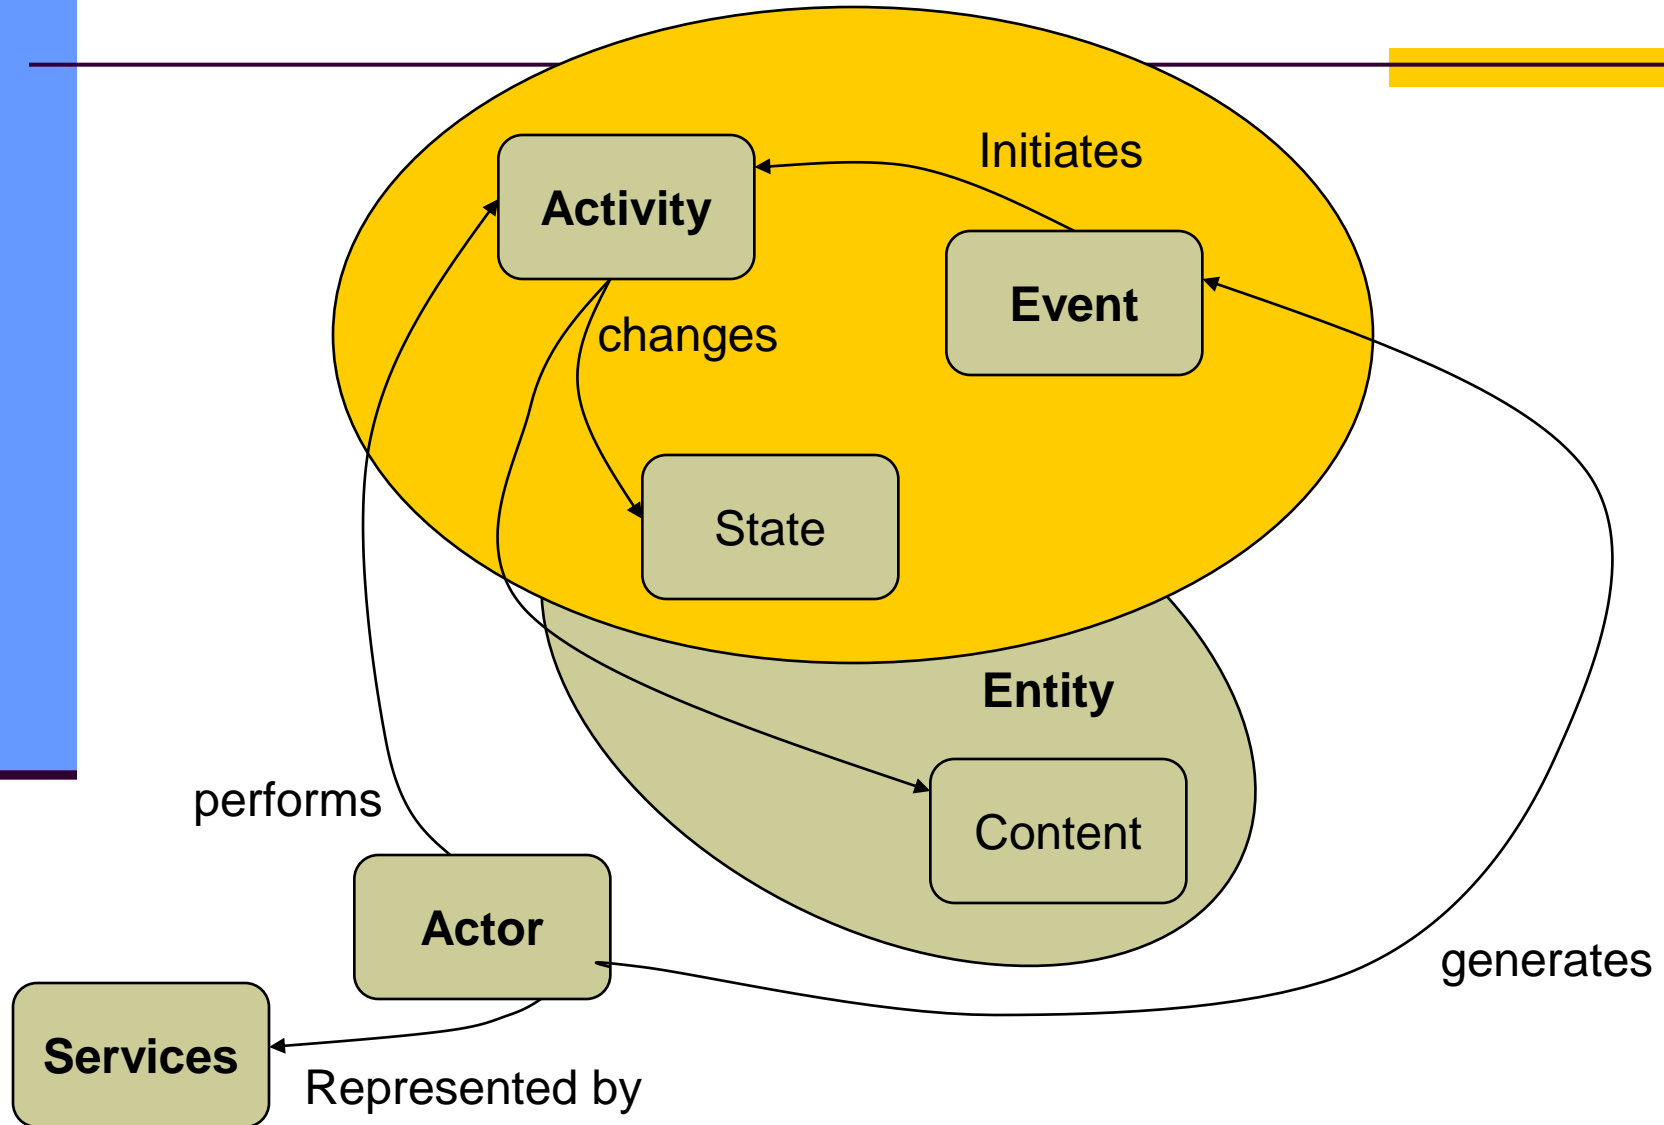 Initiates
Activity
Event
changes
State
Entity
performs
Content
Actor
generates
Services
Represented by